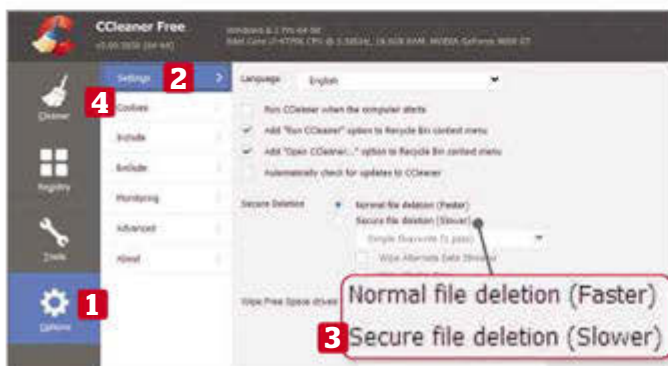 CCleaner Free
Settings 2
4 Cookies
Include
Exclude
Monitoring
Advanced
About
Cleaner
Registry
Tools
Options 1
Language English
Run CCleaner when the computer starts
Add "Run CCleaner" option to Recycle Bin context menu
Add "Open CCleaner..." option to Recycle Bin context menu
Automatically check for updates to CCleaner
Secure Deletion Normal file deletion (Faster)
Secure file deletion (Slower)
Simple Overwrite (1 pass)
Wipe Alternate Data Streams
Wipe Free Space drives
Normal file deletion (Faster)
3 Secure file deletion (Slower)